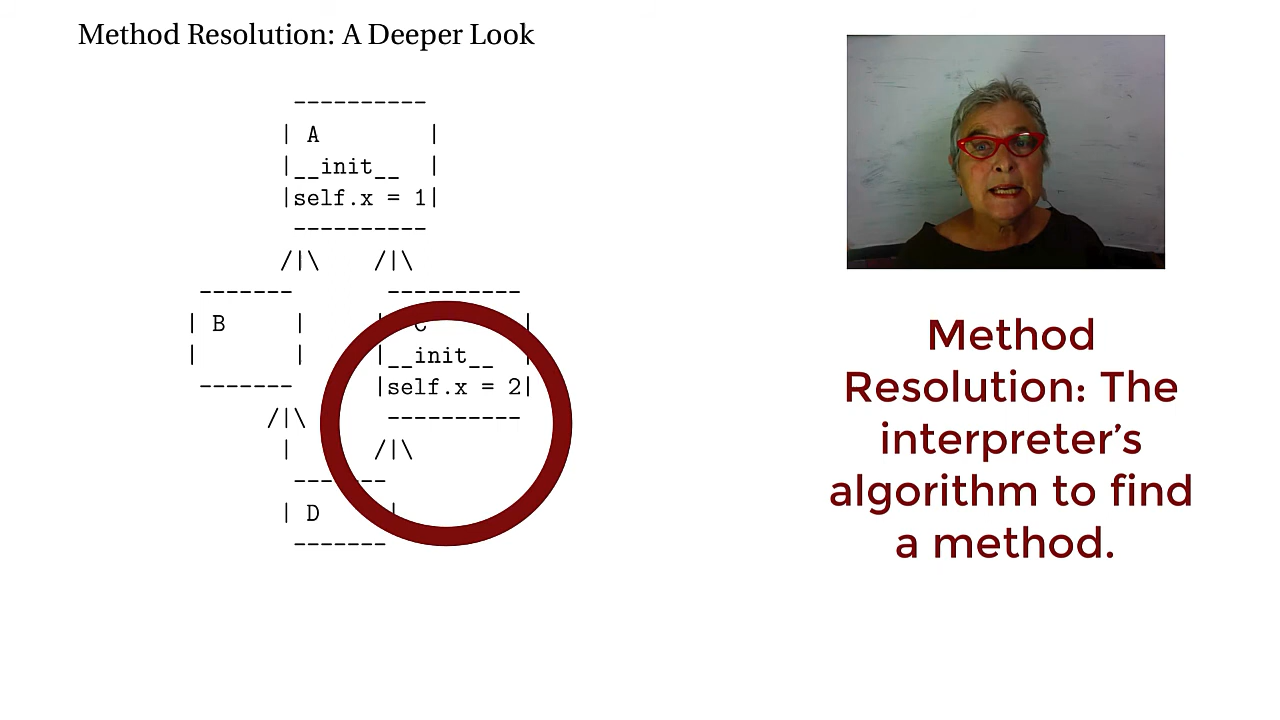 Method Resolution: A Deeper Look
----------
| A         |
|__init__  |
|self.x = 1|
----------
/|\    /|\
-------       ----------
| B     |     | C         |
|       |     |__init__  |
-------       |self.x = 2|
/|\    ----------
|      /|\
-------
| D     |
-------
Method
Resolution: The
interpreter's
algorithm to find
a method.